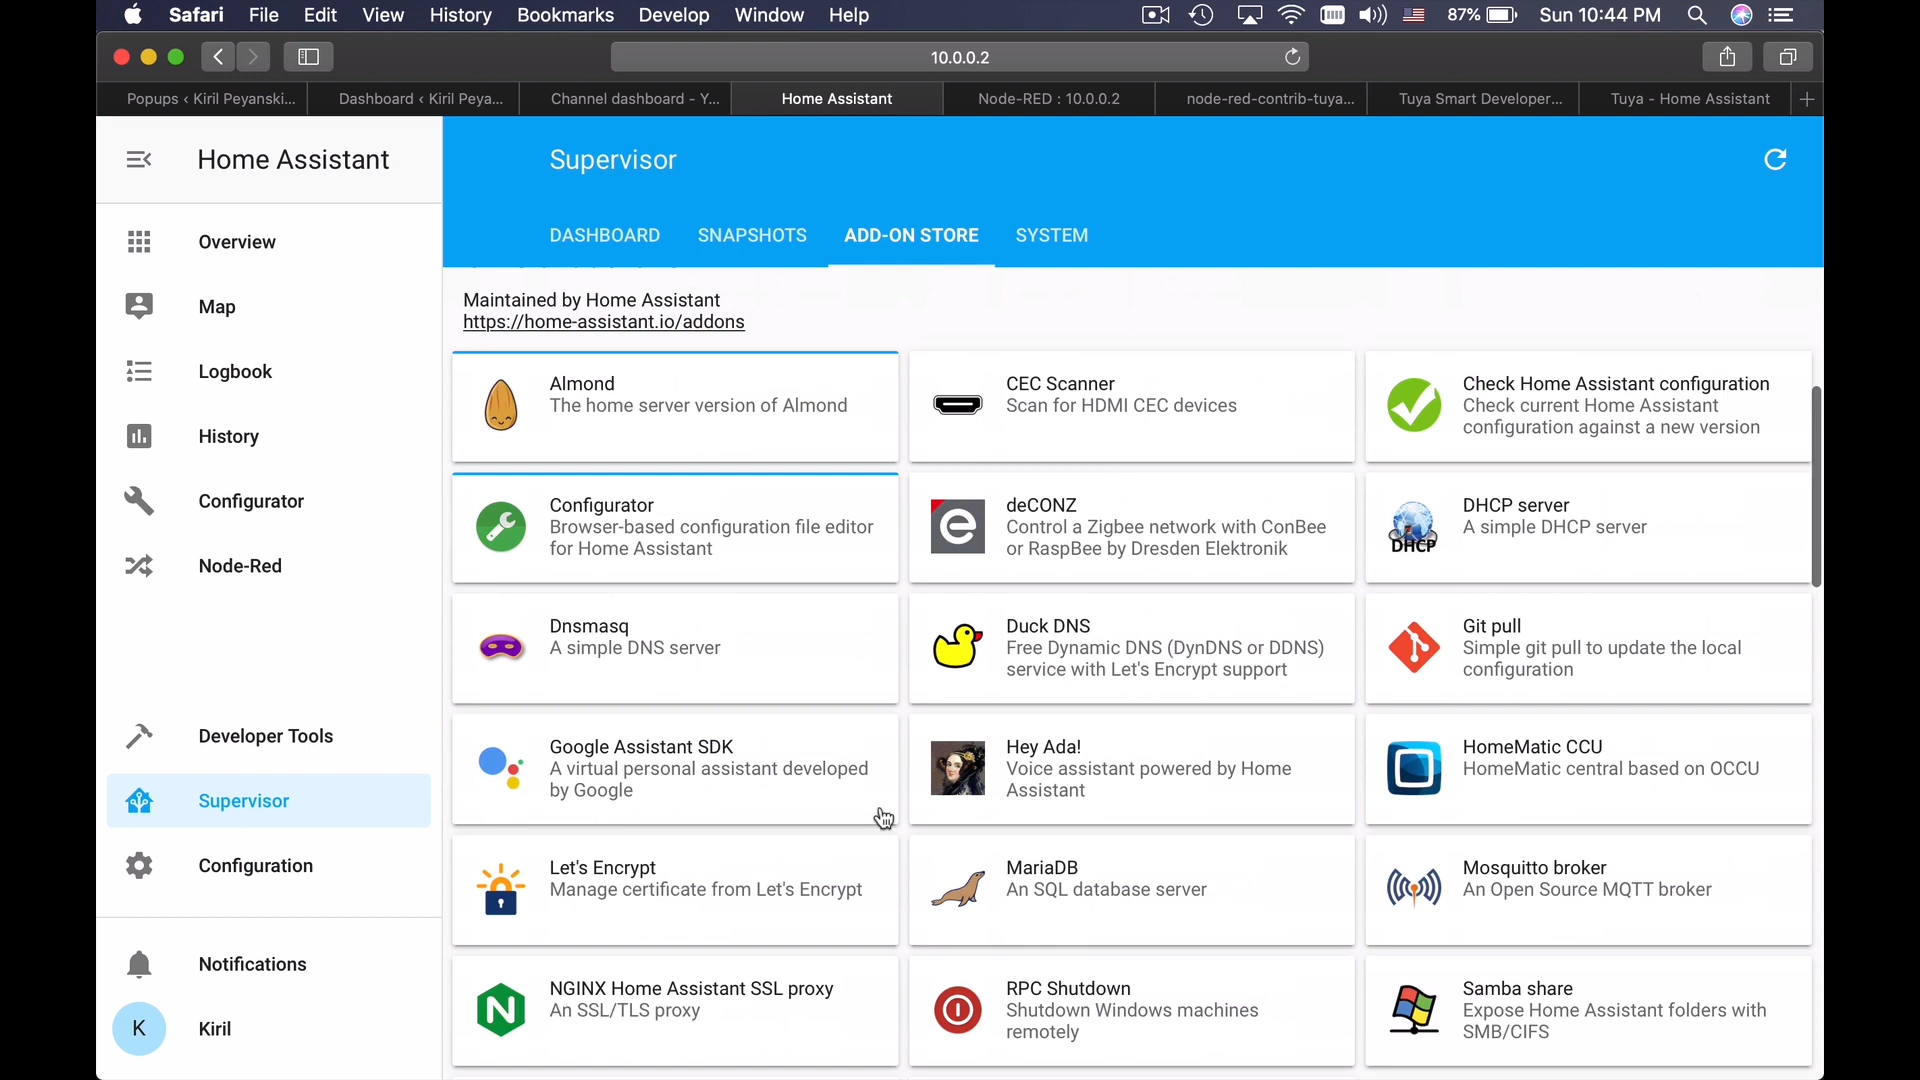 Safari File Edit View History Bookmarks Develop Window Help 87% Sun 10:44 PM
10.0.0.2
Popups ‹ Kiril Peyanski... Dashboard ‹ Kiril Peya... Channel dashboard - Y... Home Assistant Node-RED : 10.0.0.2 node-red-contrib-tuya... Tuya Smart Developer... Tuya - Home Assistant
Home Assistant
Overview
Map
Logbook
History
Configurator
Node-Red
Developer Tools
Supervisor
Configuration
Notifications
K Kiril
Supervisor
DASHBOARD SNAPSHOTS ADD-ON STORE SYSTEM
Maintained by Home Assistant
https://home-assistant.io/addons
Almond
The home server version of Almond
CEC Scanner
Scan for HDMI CEC devices
Check Home Assistant configuration
Check current Home Assistant
configuration against a new version
Configurator
Browser-based configuration file editor
for Home Assistant
deCONZ
Control a Zigbee network with ConBee
or RaspBee by Dresden Elektronik
DHCP
DHCP server
A simple DHCP server
Dnsmasq
A simple DNS server
Duck DNS
Free Dynamic DNS (DynDNS or DDNS)
service with Let's Encrypt support
Git pull
Simple git pull to update the local
configuration
Google Assistant SDK
A virtual personal assistant developed
by Google
Hey Ada!
Voice assistant powered by Home
Assistant
HomeMatic CCU
HomeMatic central based on OCCU
Let's Encrypt
Manage certificate from Let's Encrypt
MariaDB
An SQL database server
Mosquitto broker
An Open Source MQTT broker
N
NGINX Home Assistant SSL proxy
An SSL/TLS proxy
RPC Shutdown
Shutdown Windows machines
remotely
Samba share
Expose Home Assistant folders with
SMB/CIFS